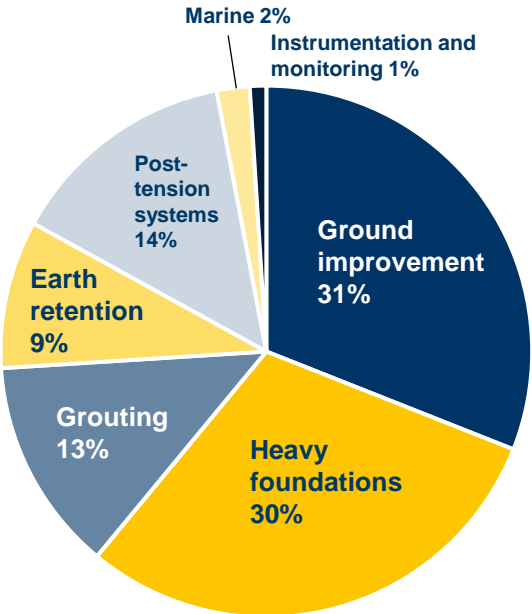 Marine 2%
Instrumentation and
monitoring 1%
Post-
tension
systems
14%
Ground
improvement
31%
Earth
retention
9%
Grouting
13%
Heavy
foundations
30%